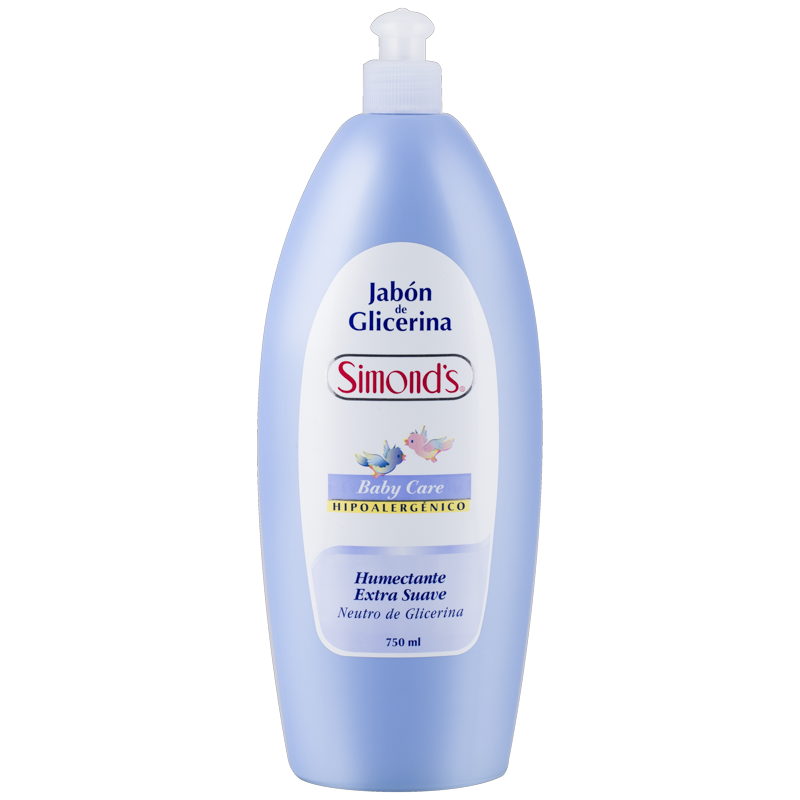 Jabón
de
Glicerina
Simond's®
Baby Care
HIPOALERGÉNICO
Humectante
Extra Suave
Neutro de Glicerina
750 ml